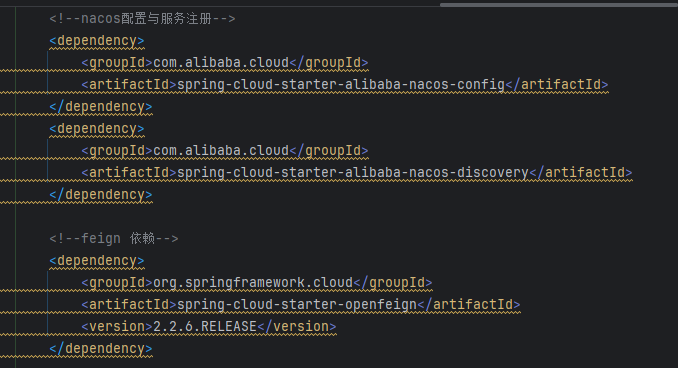 <!--nacos配置与服务注册-->
<dependency>
<groupId>com.alibaba.cloud</groupId>
<artifactId>spring-cloud-starter-alibaba-nacos-config</artifactId>
</dependency>
<dependency>
<groupId>com.alibaba.cloud</groupId>
<artifactId>spring-cloud-starter-alibaba-nacos-discovery</artifactId>
</dependency>
<!--feign 依赖-->
<dependency>
<groupId>org.springframework.cloud</groupId>
<artifactId>spring-cloud-starter-openfeign</artifactId>
<version>2.2.6.RELEASE</version>
</dependency>